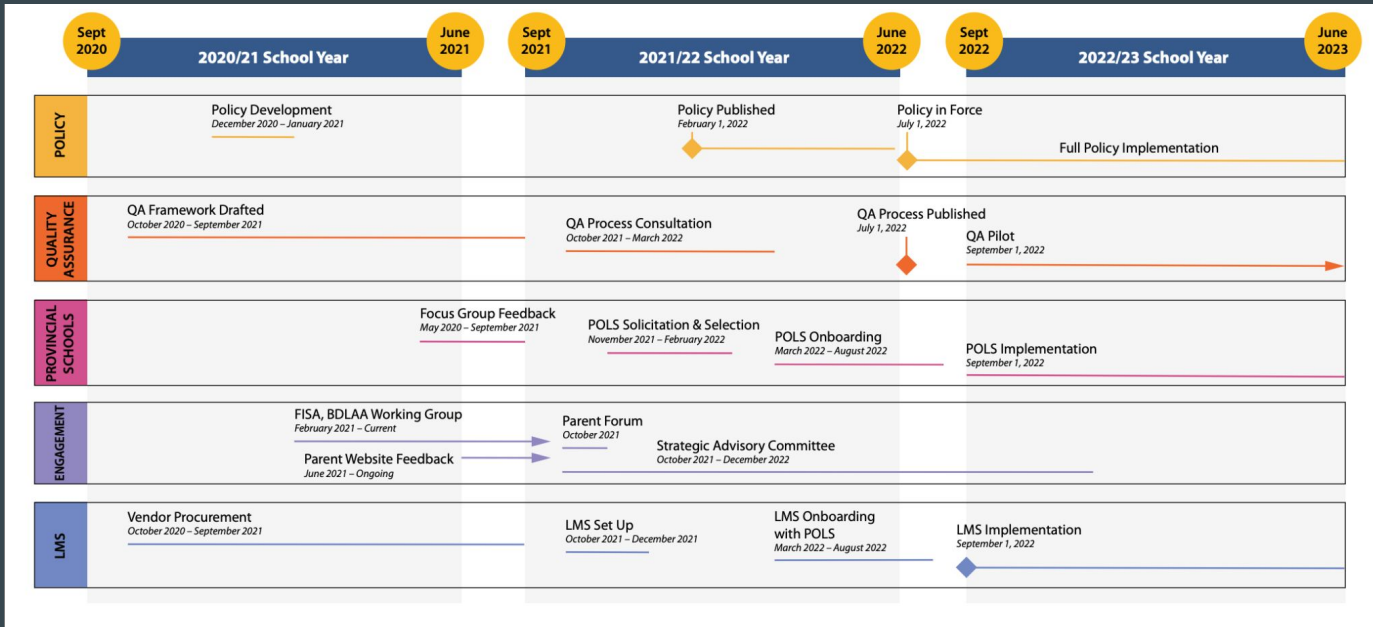 Sept
2020
2020/21 School Year
June
2021
Sept
2021
2021/22 School Year
June
2022
Sept
2022
2022/23 School Year
June
2023
POLICY
Policy Development
December 2020 – January 2021
Policy Published
February 1, 2022
Policy in Force
July 1, 2022
Full Policy Implementation
QUALITY
ASSURANCE
QA Framework Drafted
October 2020 – September 2021
QA Process Consultation
October 2021 – March 2022
QA Process Published
July 1, 2022
QA Pilot
September 1, 2022
PROVINCIAL
SCHOOLS
Focus Group Feedback
May 2020 – September 2021
POLS Solicitation & Selection
November 2021 – February 2022
POLS Onboarding
March 2022 – August 2022
POLS Implementation
September 1, 2022
ENGAGEMENT
FISA, BDLAA Working Group
February 2021 – Current
Parent Website Feedback
June 2021 – Ongoing
Parent Forum
October 2021
Strategic Advisory Committee
October 2021 – December 2022
LMS
Vendor Procurement
October 2020 – September 2021
LMS Set Up
October 2021 – December 2021
LMS Onboarding
with POLS
March 2022 – August 2022
LMS Implementation
September 1, 2022